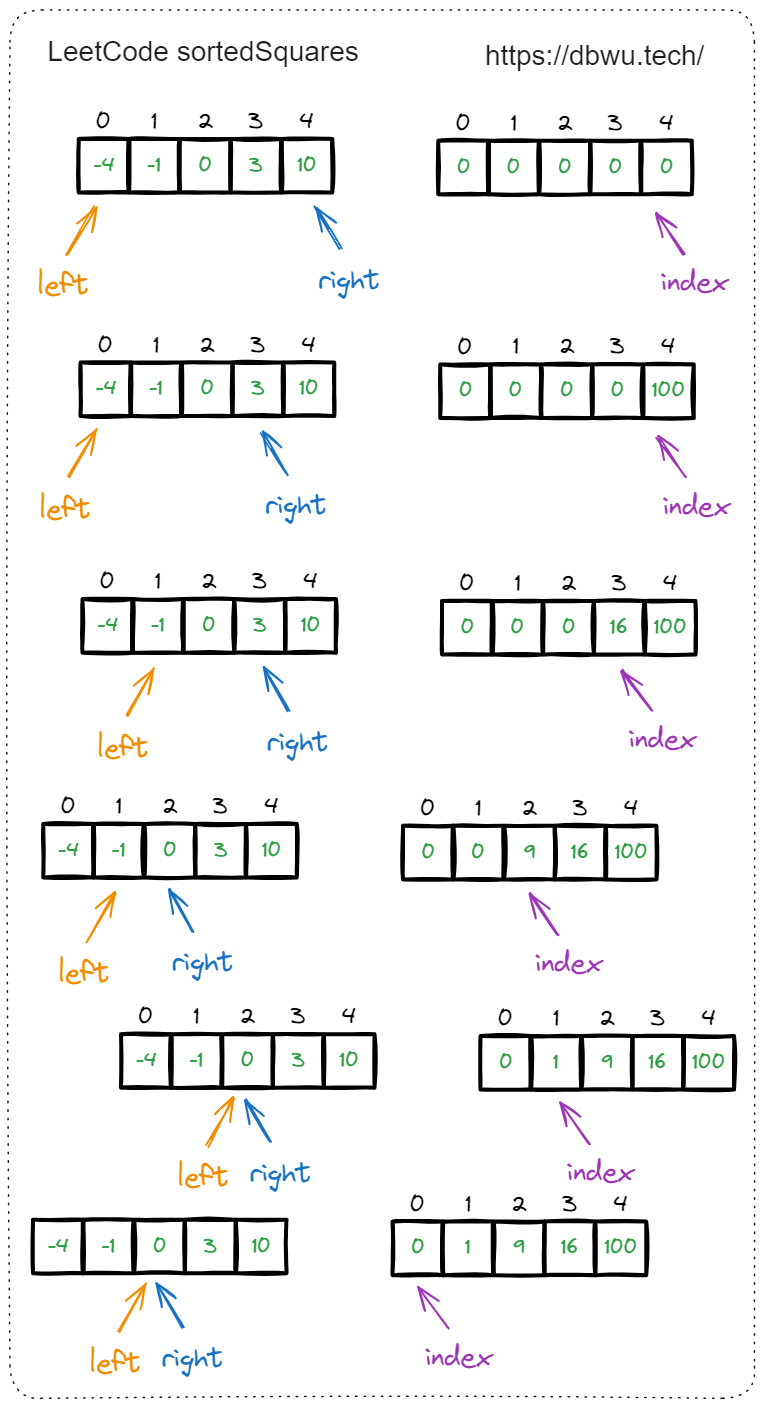 LeetCode sortedSquares https://dbwu.tech/
0 1 2 3 4 0 1 2 3 4
-4 -1 0 3 10 0 0 0 0 0
left right index
0 1 2 3 4 0 1 2 3 4
-4 -1 0 3 10 0 0 0 0 100
left right index
0 1 2 3 4 0 1 2 3 4
-4 -1 0 3 10 0 0 0 16 100
left right index
0 1 2 3 4 0 1 2 3 4
-4 -1 0 3 10 0 0 9 16 100
left right index
0 1 2 3 4 0 1 2 3 4
-4 -1 0 3 10 0 1 9 16 100
left right index
0 1 2 3 4
-4 -1 0 3 10 0 1 9 16 100
left right index